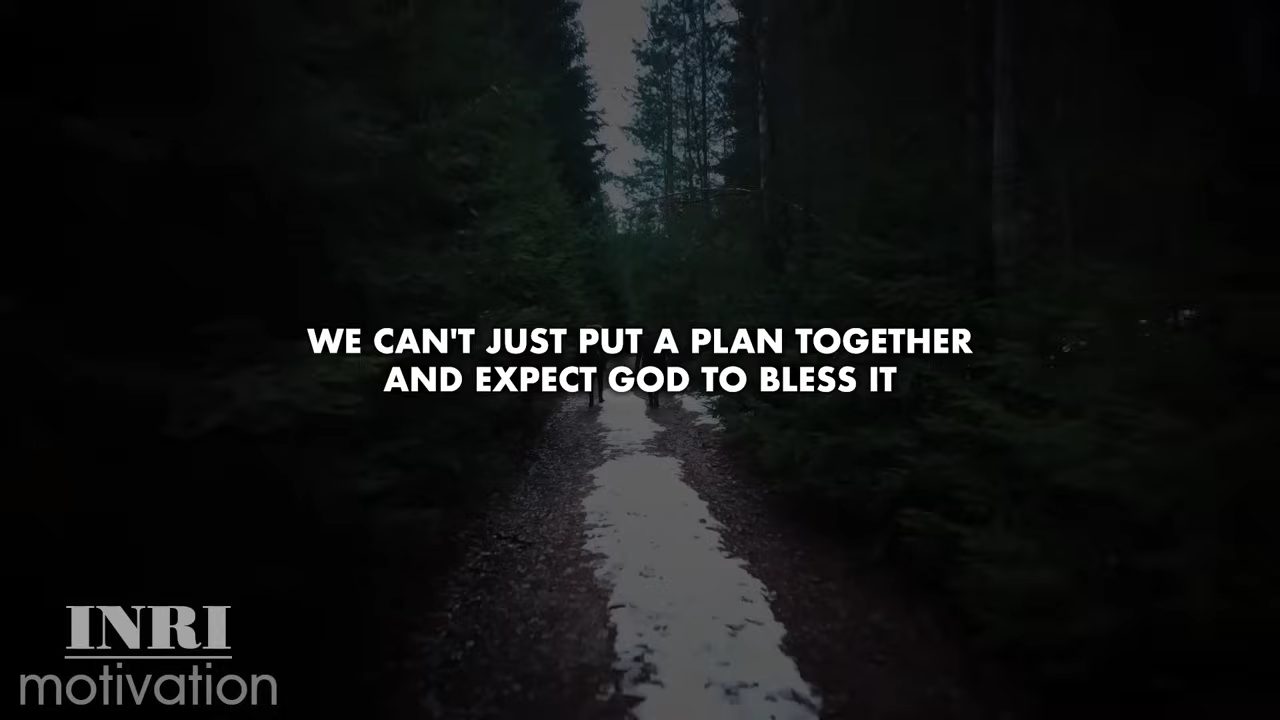 WE CAN'T JUST PUT A PLAN TOGETHER
AND EXPECT GOD TO BLESS IT
INRI
motivation